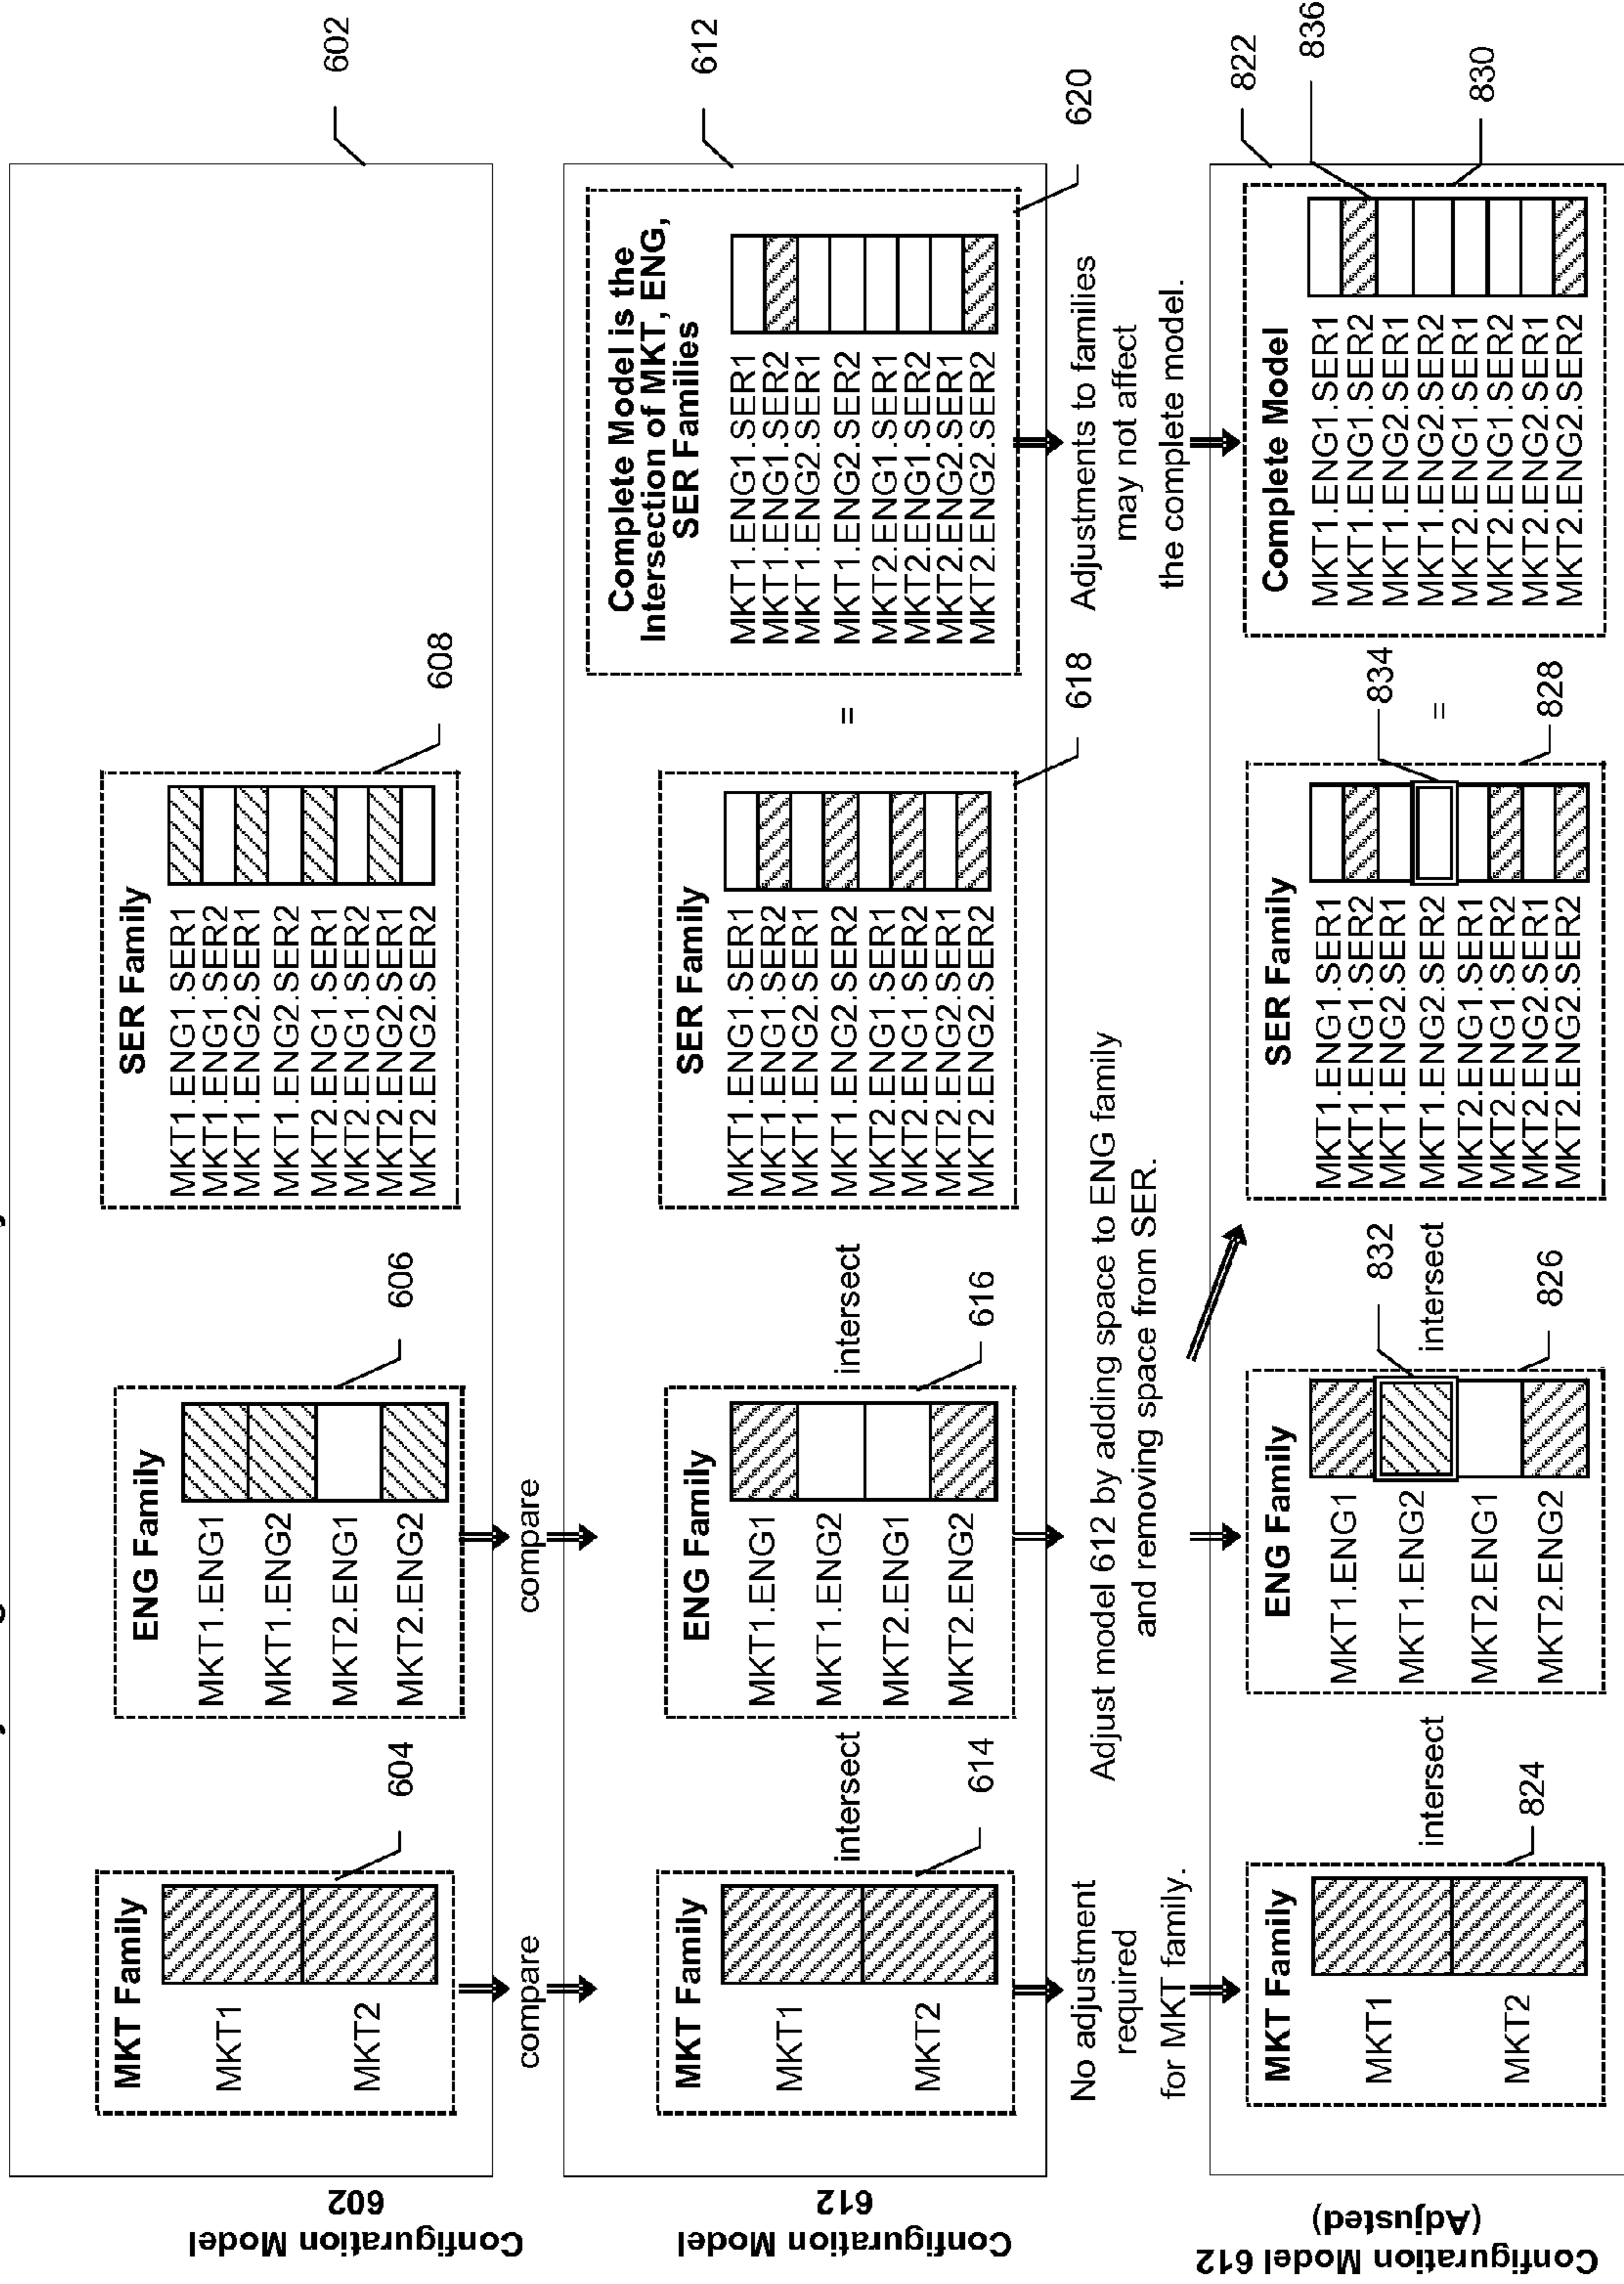 Configuration Model
602
MKT Family
MKT1
MKT2
604
ENG Family
MKT1.ENG1
MKT1.ENG2
MKT2.ENG1
MKT2.ENG2
606
SER Family
MKT1.ENG1.SER1
MKT1.ENG1.SER2
MKT1.ENG2.SER1
MKT1.ENG2.SER2
MKT2.ENG1.SER1
MKT2.ENG1.SER2
MKT2.ENG2.SER1
MKT2.ENG2.SER2
608
602
compare
compare
Configuration Model
612
MKT Family
MKT1
MKT2
intersect
614
ENG Family
MKT1.ENG1
MKT1.ENG2
MKT2.ENG1
MKT2.ENG2
intersect
616
SER Family
MKT1.ENG1.SER1
MKT1.ENG1.SER2
MKT1.ENG2.SER1
MKT1.ENG2.SER2
MKT2.ENG1.SER1
MKT2.ENG1.SER2
MKT2.ENG2.SER1
MKT2.ENG2.SER2
618
=
Complete Model is the
Intersection of MKT, ENG,
SER Families
MKT1.ENG1.SER1
MKT1.ENG1.SER2
MKT1.ENG2.SER1
MKT1.ENG2.SER2
MKT2.ENG1.SER1
MKT2.ENG1.SER2
MKT2.ENG2.SER1
MKT2.ENG2.SER2
620
612
No adjustment
required
for MKT family.
Adjust model 612 by adding space to ENG family
and removing space from SER.
Adjustments to families
may not affect
the complete model.
Configuration Model 612
(Adjusted)
MKT Family
MKT1
MKT2
intersect
824
ENG Family
MKT1.ENG1
MKT1.ENG2
MKT2.ENG1
MKT2.ENG2
832
intersect
826
SER Family
MKT1.ENG1.SER1
MKT1.ENG1.SER2
MKT1.ENG2.SER1
MKT1.ENG2.SER2
MKT2.ENG1.SER1
MKT2.ENG1.SER2
MKT2.ENG2.SER1
MKT2.ENG2.SER2
834
=
828
Complete Model
MKT1.ENG1.SER1
MKT1.ENG1.SER2
MKT1.ENG2.SER1
MKT1.ENG2.SER2
MKT2.ENG1.SER1
MKT2.ENG1.SER2
MKT2.ENG2.SER1
MKT2.ENG2.SER2
822
836
830